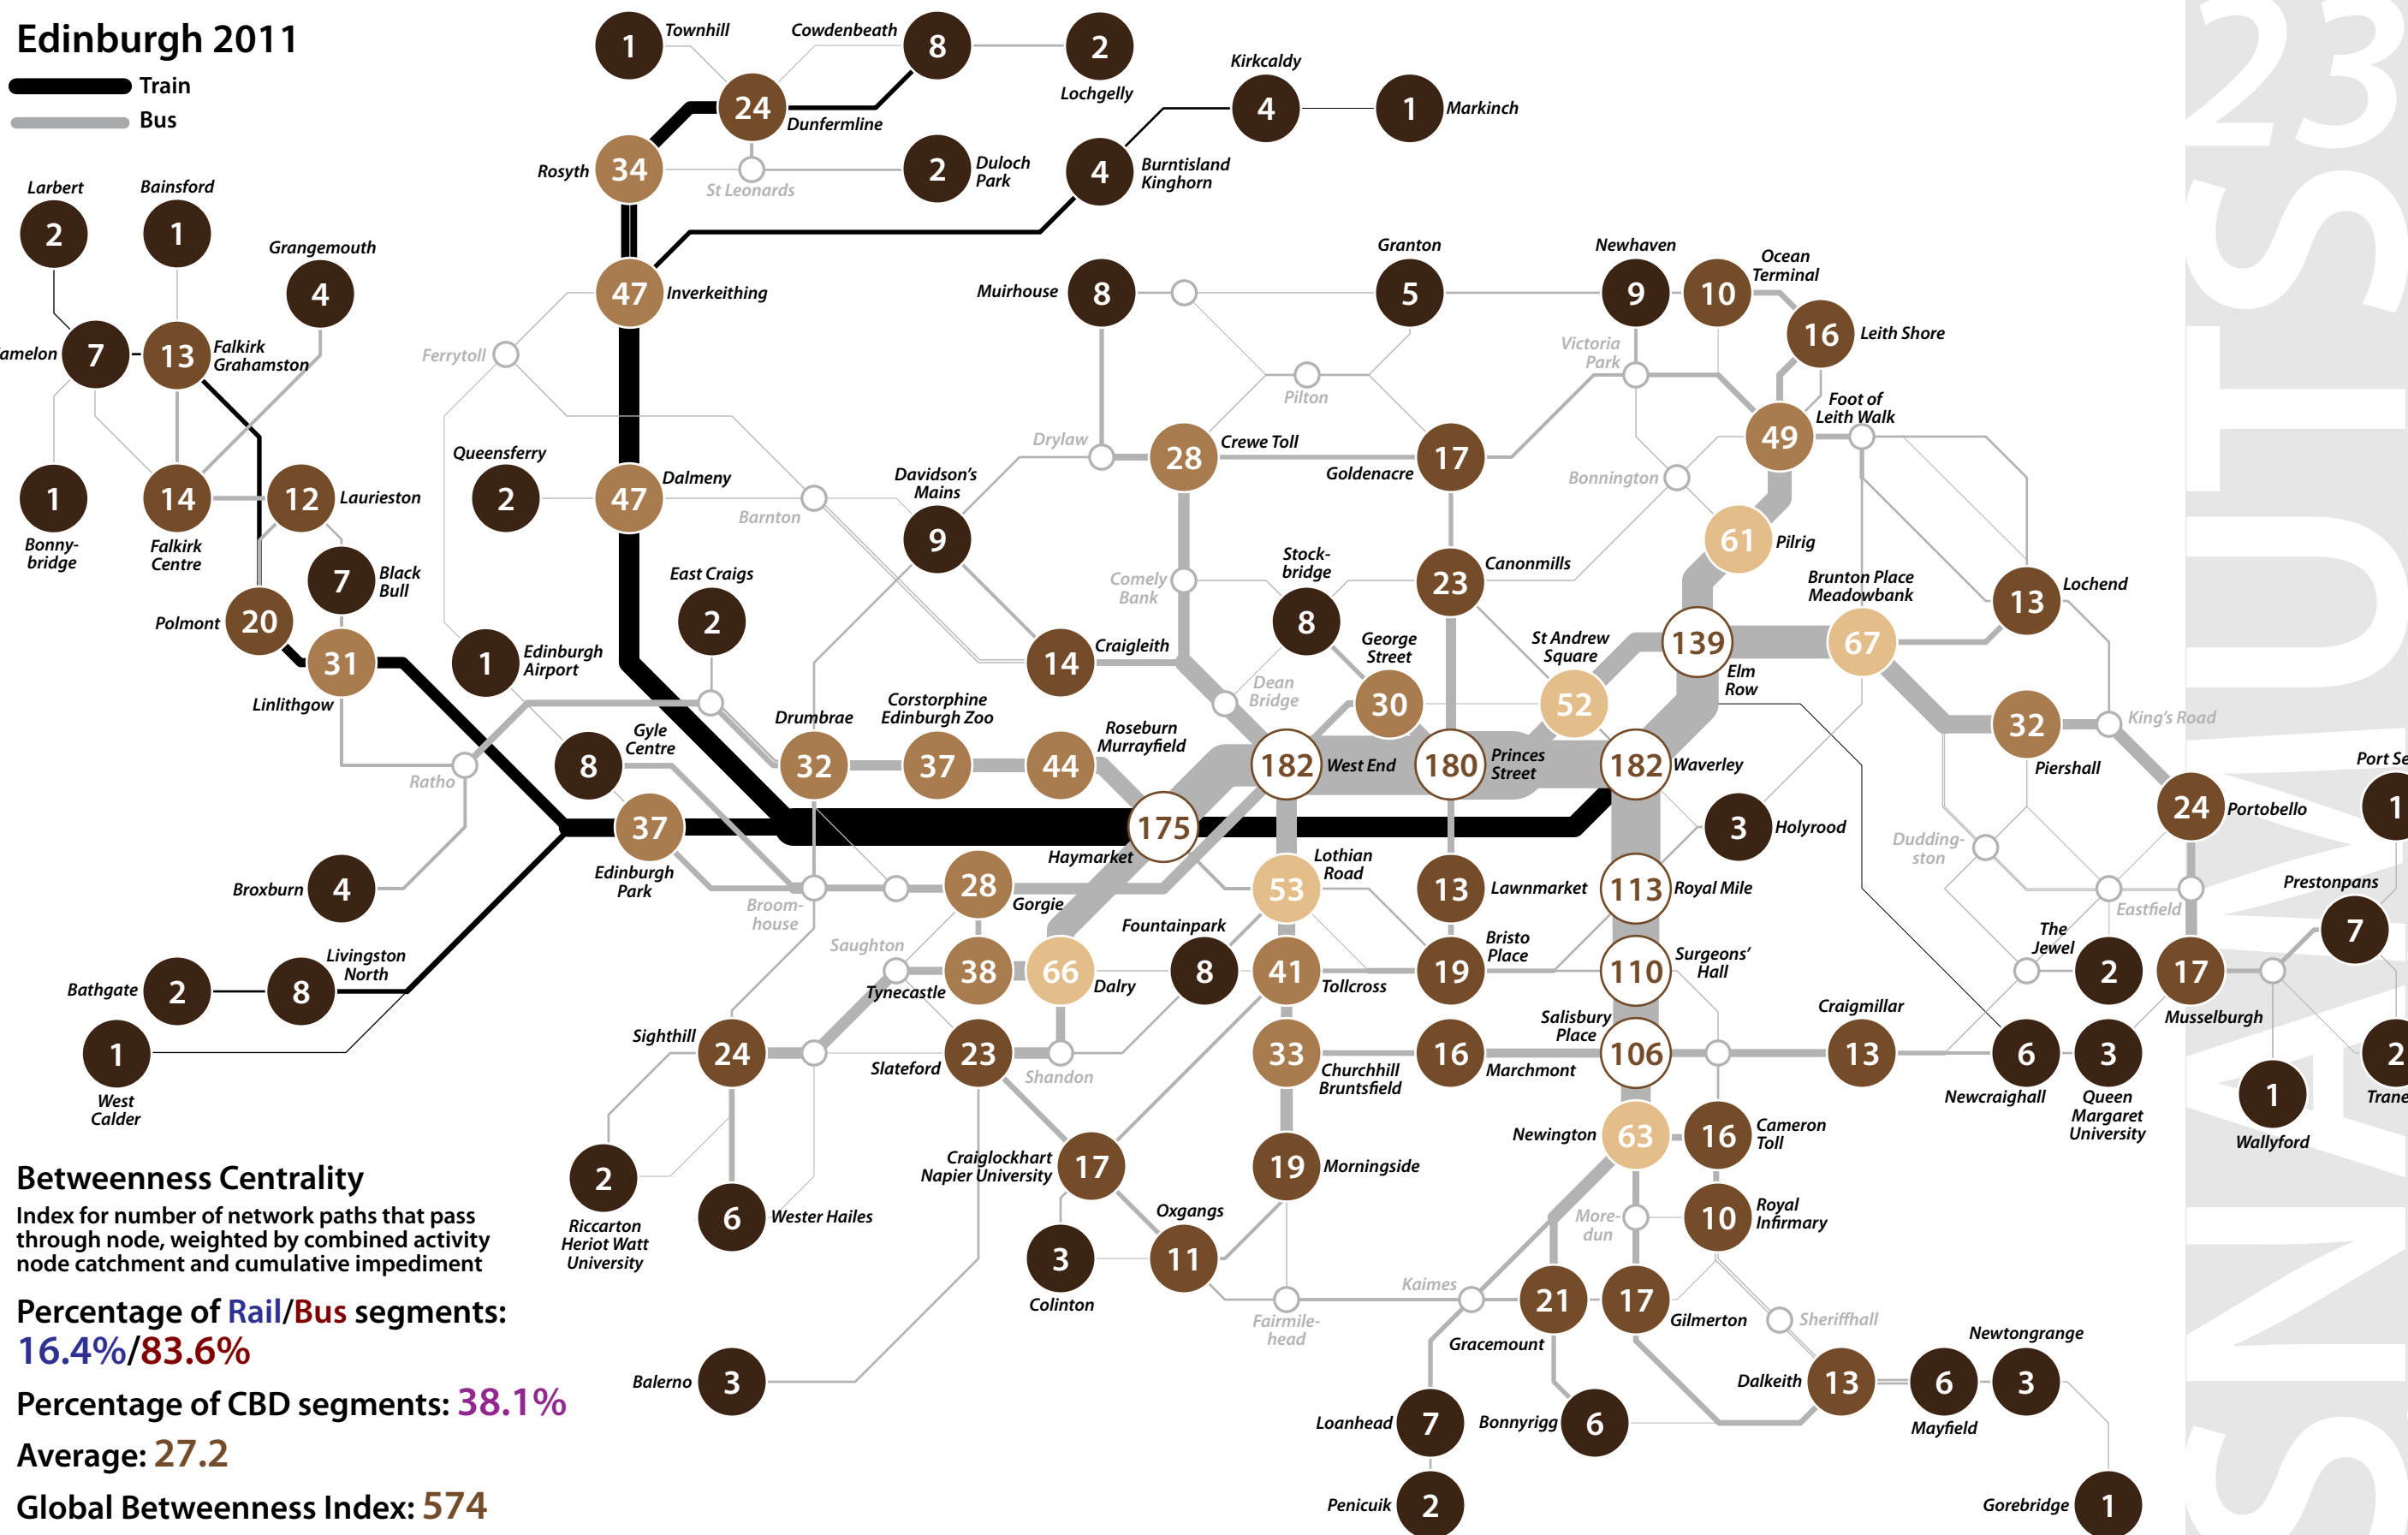 Edinburgh 2011
Train
Bus
1
Townhill
Cowdenbeath
8
2
Lochgelly
Kirkcaldy
4
1
Markinch
24
Dunfermline
Rosyth
34
St Leonards
2
Duloch
Park
4
Burntisland
Kinghorn
Larbert
2
Bainsford
1
Grangemouth
4
47
Inverkeithing
Muirhouse
8
Granton
5
Newhaven
9
10
Ocean
Terminal
16
Leith Shore
amelon
7
13
Falkirk
Grahamston
Ferrytoll
Pilton
Victoria
Park
Foot of
Leith Walk
49
Drylaw
28
Crewe Toll
Goldenacre
17
Bonnington
1
Bonny-
bridge
14
Falkirk
Centre
12
Laurieston
Queensferry
2
47
Dalmeny
Barnton
Davidson's
Mains
9
61
Pilrig
7
Black
Bull
East Craigs
2
Comely
Bank
Stock-
bridge
8
23
Canonmills
Brunton Place
Meadowbank
67
13
Lochend
Polmont
20
31
Linlithgow
1
Edinburgh
Airport
14
Craigleith
George
Street
30
St Andrew
Square
52
139
Elm
Row
Dean
Bridge
32
Piershall
King's Road
Ratho
Gyle
Centre
8
Drumbrae
32
Corstorphine
Edinburgh Zoo
37
Roseburn
Murrayfield
44
182
West End
180
Princes
Street
182
Waverley
24
Portobello
Port Se
1
37
Edinburgh
Park
175
Haymarket
3
Holyrood
Dudding-
ston
Broxburn
4
Broom-
house
28
Gorgie
53
Lothian
Road
13
Lawnmarket
113
Royal Mile
Eastfield
Prestonpans
7
Bathgate
2
8
Livingston
North
Saughton
38
Tynecastle
66
Dalry
Fountainpark
8
41
Tollcross
19
Bristo
Place
110
Surgeons'
Hall
The
Jewel
2
17
Musselburgh
1
West
Calder
Sighthill
24
Slateford
23
Shandon
33
Churchhill
Bruntsfield
16
Marchmont
Salisbury
Place
106
Craigmillar
13
6
Newcraighall
3
Queen
Margaret
University
1
Wallyford
2
Trane
2
Riccarton
Heriot Watt
University
6
Wester Hailes
Craiglockhart
Napier University
17
19
Morningside
Newington
63
16
Cameron
Toll
3
Colinton
Oxgangs
11
More-
dun
10
Royal
Infirmary
Fairmile-
head
Kaimes
21
Gracemount
17
Gilmerton
Sheriffhall
Balerno
3
Loanhead
7
Bonnyrigg
6
Dalkeith
13
6
Mayfield
Newtongrange
3
Penicuik
2
Gorebridge
1
Betweenness Centrality
Index for number of network paths that pass
through node, weighted by combined activity
node catchment and cumulative impediment
Percentage of Rail/Bus segments:
16.4%/83.6%
Percentage of CBD segments: 38.1%
Average: 27.2
Global Betweenness Index: 574
23
SNAMUTS